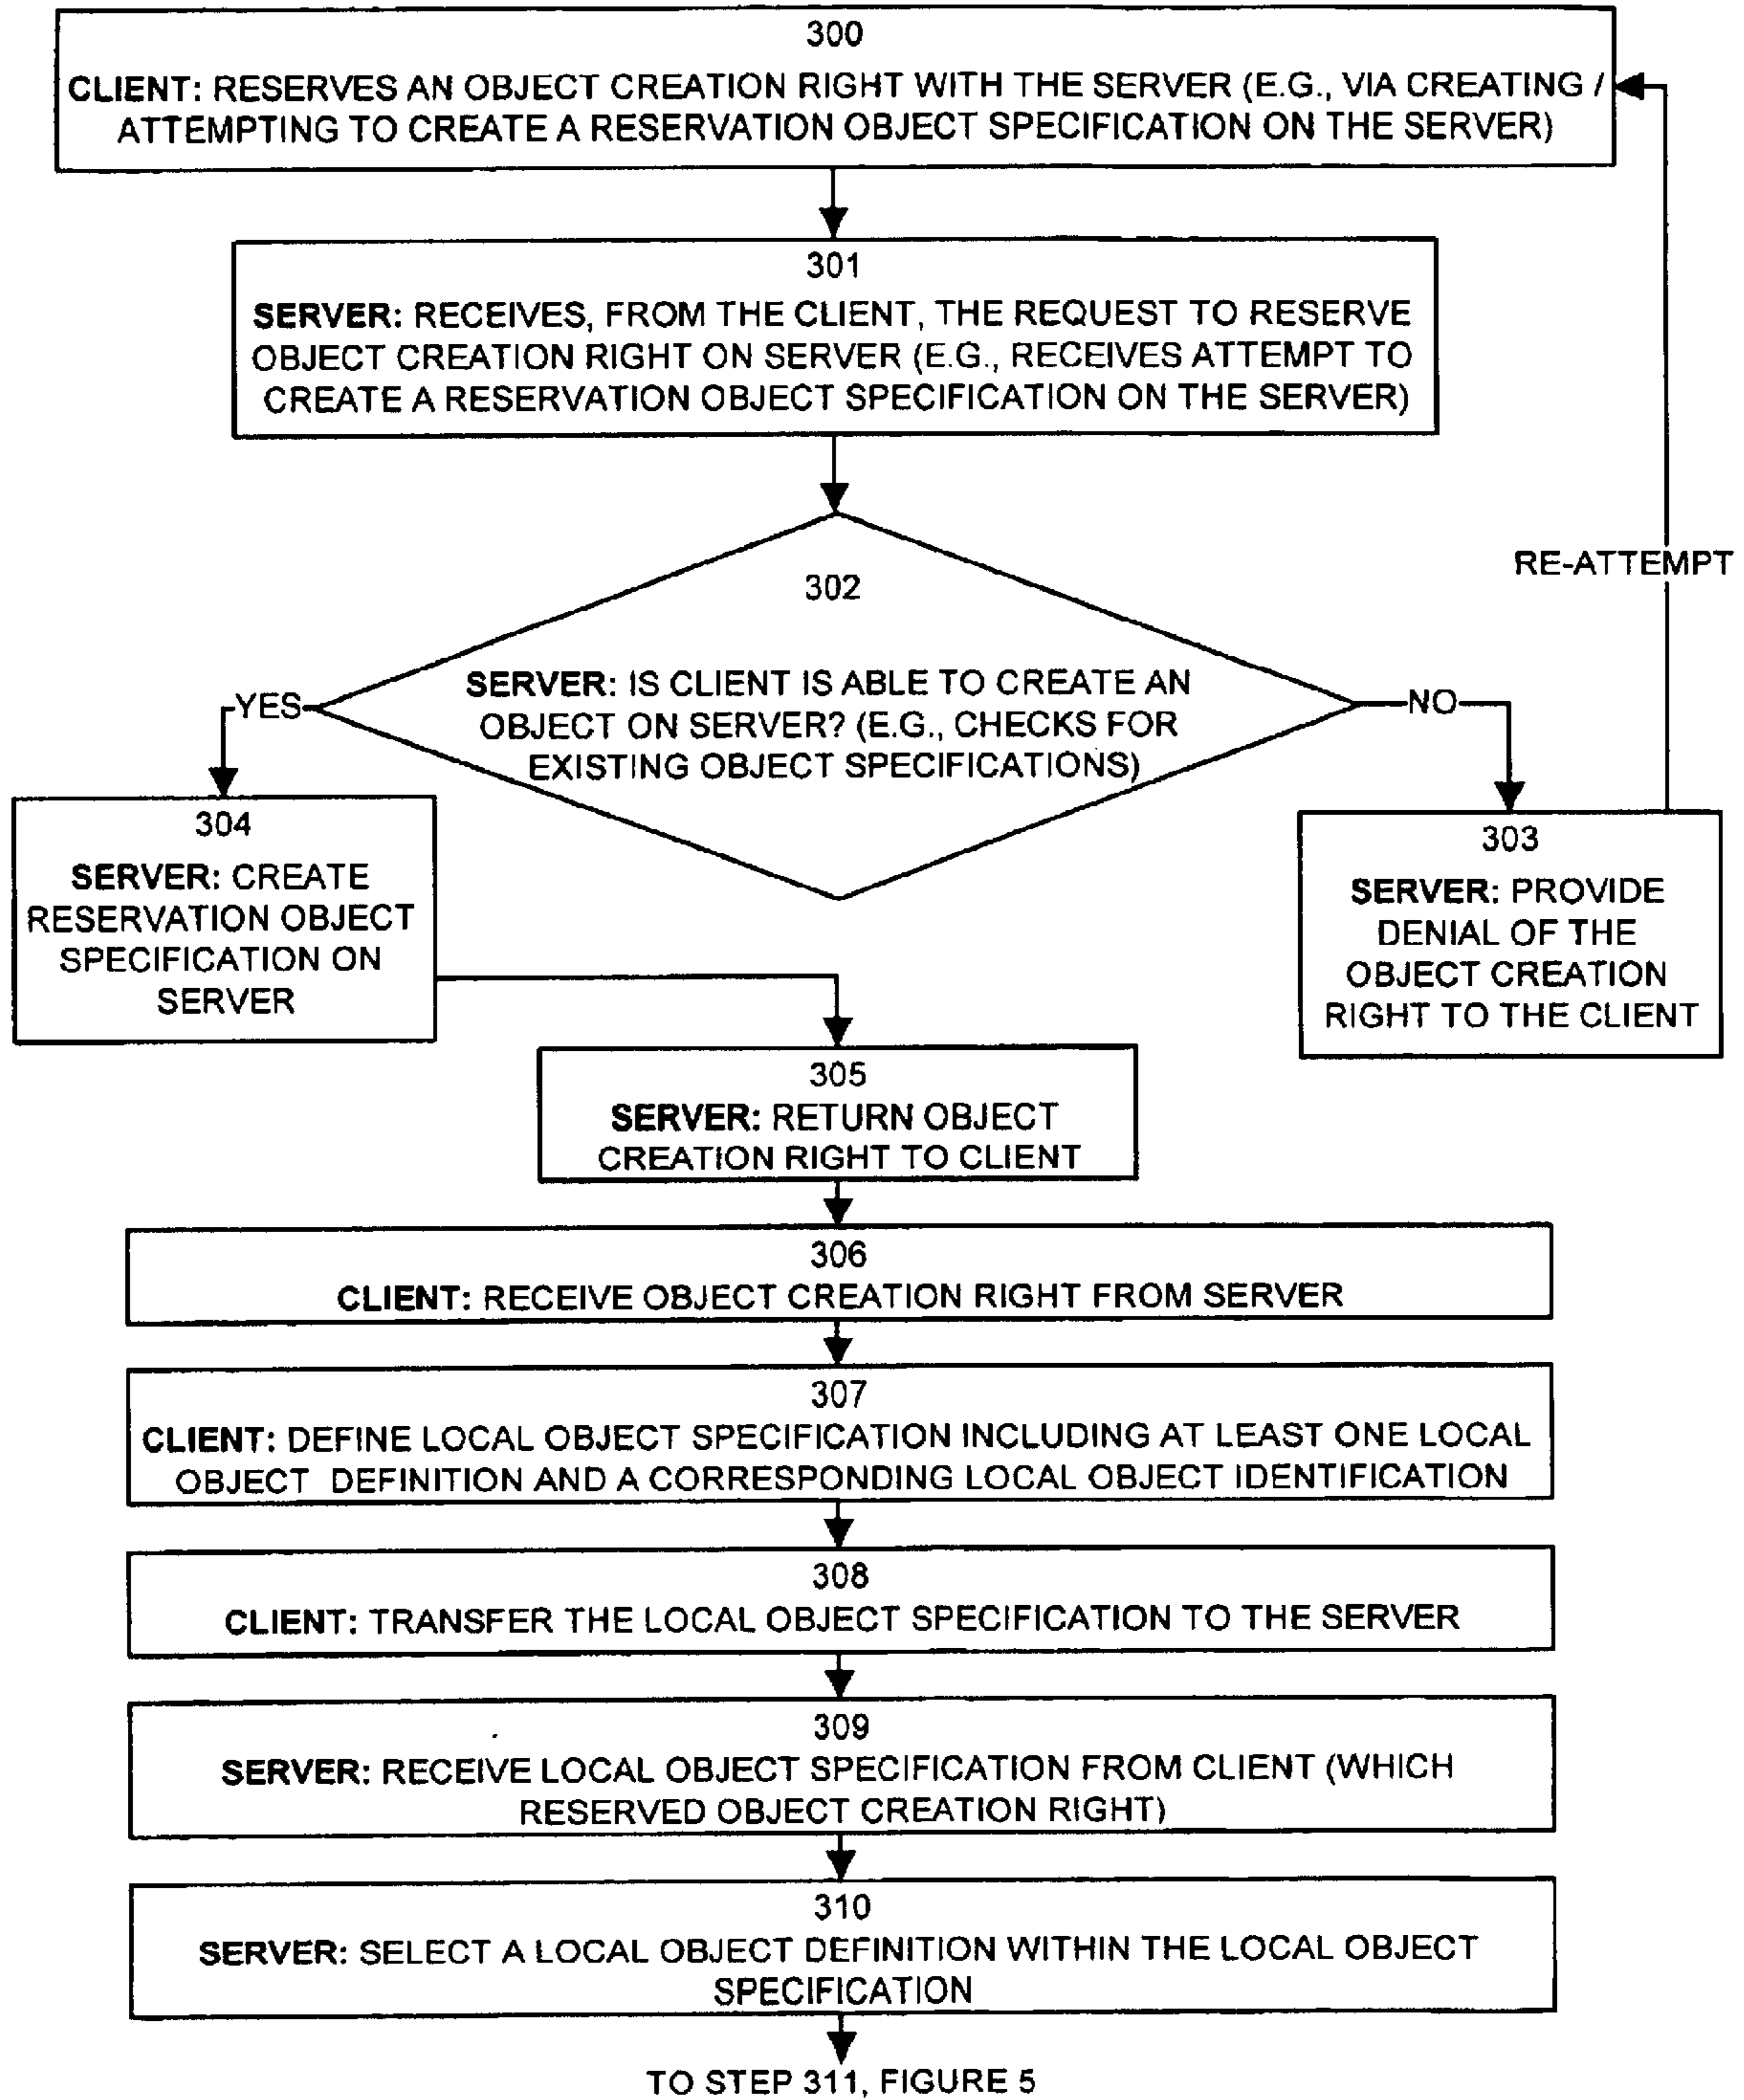 300
CLIENT: RESERVES AN OBJECT CREATION RIGHT WITH THE SERVER (E.G., VIA CREATING /
ATTEMPTING TO CREATE A RESERVATION OBJECT SPECIFICATION ON THE SERVER)
301
SERVER: RECEIVES, FROM THE CLIENT, THE REQUEST TO RESERVE
OBJECT CREATION RIGHT ON SERVER (E.G., RECEIVES ATTEMPT TO
CREATE A RESERVATION OBJECT SPECIFICATION ON THE SERVER)
RE-ATTEMPT
302
SERVER: IS CLIENT IS ABLE TO CREATE AN
OBJECT ON SERVER? (E.G., CHECKS FOR
EXISTING OBJECT SPECIFICATIONS)
YES
NO
304
SERVER: CREATE
RESERVATION OBJECT
SPECIFICATION ON
SERVER
303
SERVER: PROVIDE
DENIAL OF THE
OBJECT CREATION
RIGHT TO THE CLIENT
305
SERVER: RETURN OBJECT
CREATION RIGHT TO CLIENT
306
CLIENT: RECEIVE OBJECT CREATION RIGHT FROM SERVER
307
CLIENT: DEFINE LOCAL OBJECT SPECIFICATION INCLUDING AT LEAST ONE LOCAL
OBJECT DEFINITION AND A CORRESPONDING LOCAL OBJECT IDENTIFICATION
308
CLIENT: TRANSFER THE LOCAL OBJECT SPECIFICATION TO THE SERVER
309
SERVER: RECEIVE LOCAL OBJECT SPECIFICATION FROM CLIENT (WHICH
RESERVED OBJECT CREATION RIGHT)
310
SERVER: SELECT A LOCAL OBJECT DEFINITION WITHIN THE LOCAL OBJECT
SPECIFICATION
TO STEP 311, FIGURE 5